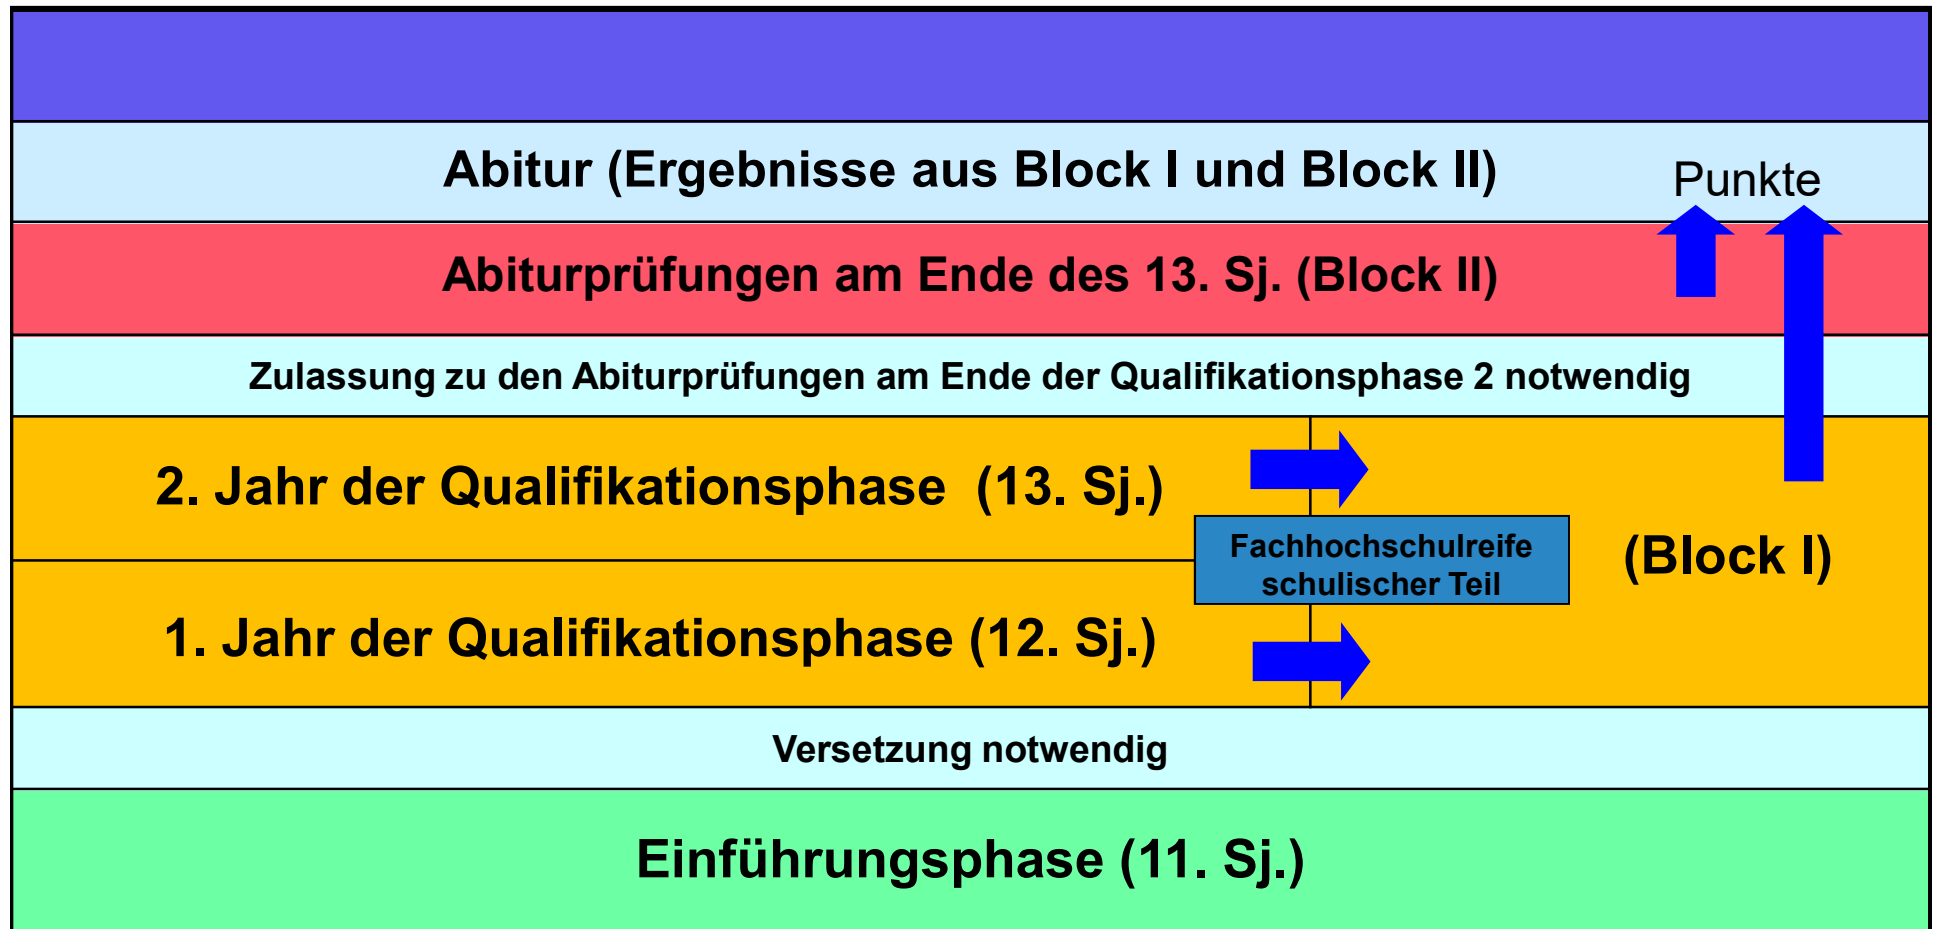 Abitur (Ergebnisse aus Block I und Block II)
Punkte
Abiturprüfungen am Ende des 13. Sj. (Block II)
Zulassung zu den Abiturprüfungen am Ende der Qualifikationsphase 2 notwendig
2. Jahr der Qualifikationsphase (13. Sj.)
Fachhochschulreife
schulischer Teil
(Block I)
1. Jahr der Qualifikationsphase (12. Sj.)
Versetzung notwendig
Einführungsphase (11. Sj.)